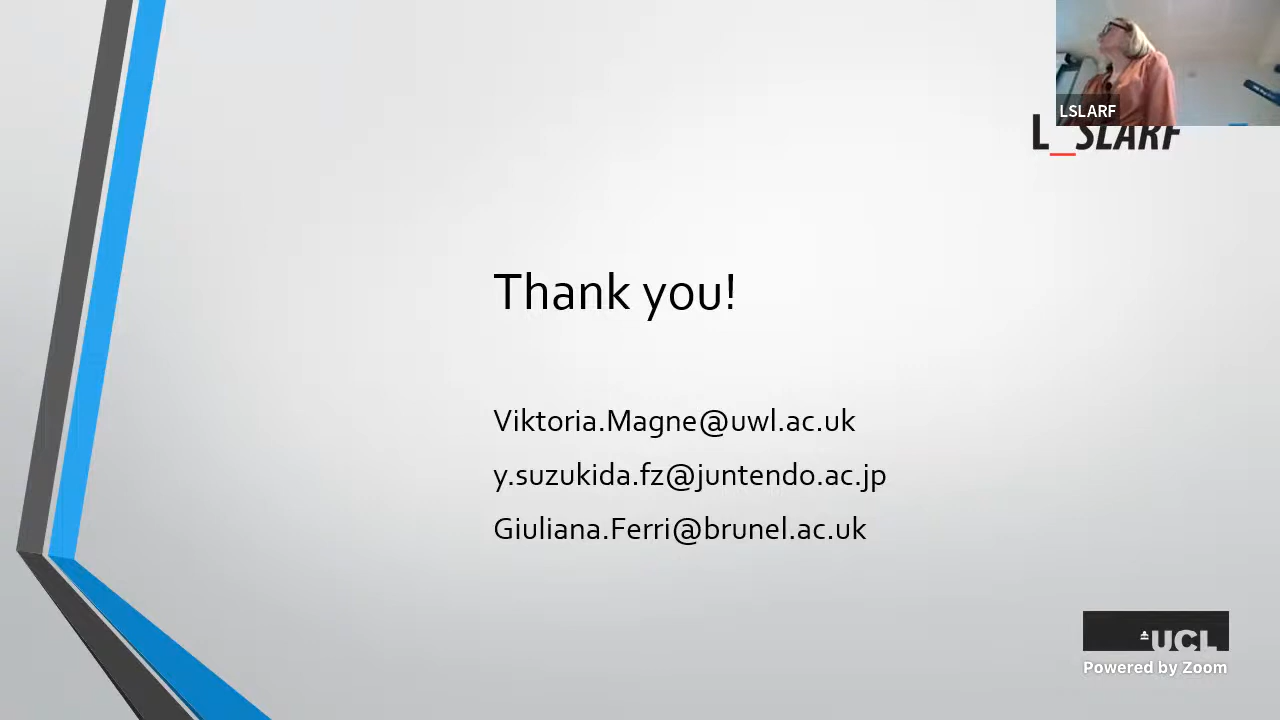 LSLARF
L_SLARF
Thank you!
Viktoria.Magne@uwl.ac.uk
y.suzukida.fz@juntendo.ac.jp
Giuliana.Ferri@brunel.ac.uk
UCL
Powered by Zoom